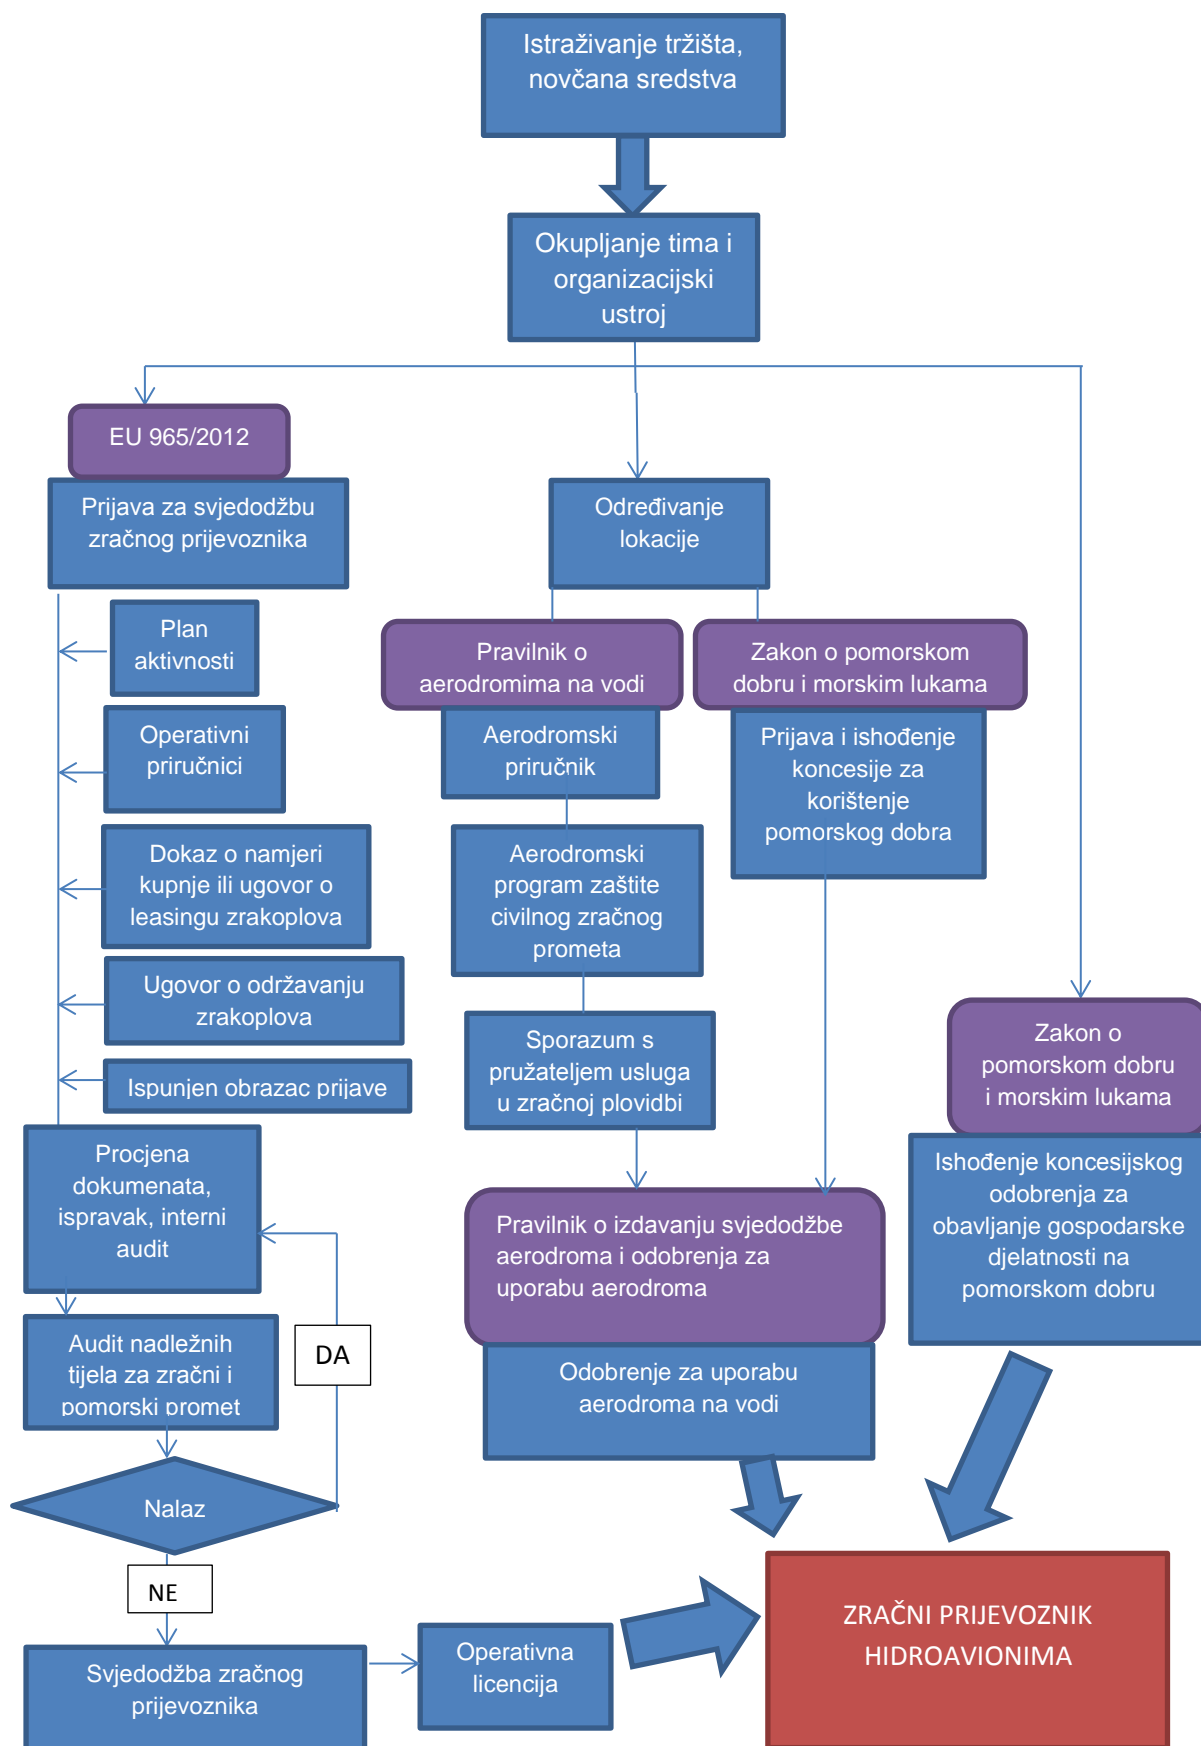 Istraživanje tržišta,
novčana sredstva
Okupljanje tima i
organizacijski
ustroj
EU 965/2012
Prijava za svjedodžbu
zračnog prijevoznika
Plan
aktivnosti
Operativni
priručnici
Dokaz o namjeri
kupnje ili ugovor o
leasingu zrakoplova
Ugovor o održavanju
zrakoplova
Ispunjen obrazac prijave
Procjena
dokumenata,
ispravak, interni
audit
Audit nadležnih
tijela za zračni i
pomorski promet
DA
Nalaz
NE
Svjedodžba zračnog
prijevoznika
Operativna
licencija
Određivanje
lokacije
Pravilnik o
aerodromima na vodi
Aerodromski
priručnik
Aerodromski
program zaštite
civilnog zračnog
prometa
Sporazum s
pružateljem usluga
u zračnoj plovidbi
Zakon o pomorskom
dobru i morskim lukama
Prijava i ishođenje
koncesije za
korištenje
pomorskog dobra
Pravilnik o izdavanju svjedodžbe
aerodroma i odobrenja za
uporabu aerodroma
Odobrenje za uporabu
aerodroma na vodi
Zakon o
pomorskom dobru
i morskim lukama
Ishođenje koncesijskog
odobrenja za
obavljanje gospodarske
djelatnosti na
pomorskom dobru
ZRAČNI PRIJEVOZNIK
HIDROAVIONIMA